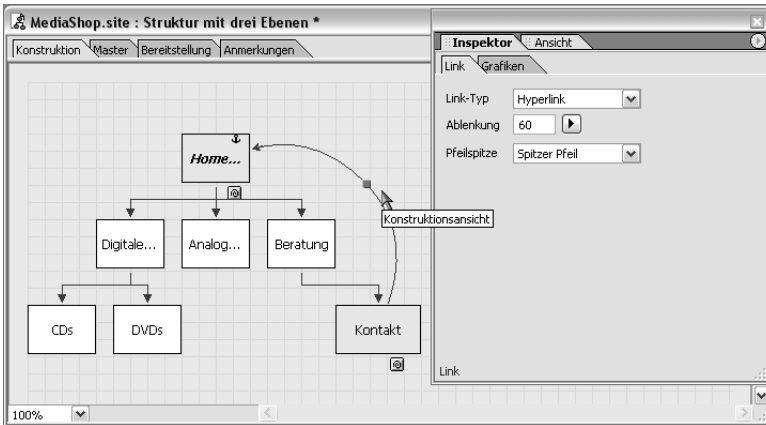 MediaShop.site : Struktur mit drei Ebenen *
Konstruktion Master Bereitstellung Anmerkungen
Home...
Digitale... Analog... Beratung
CDs DVDs Kontakt
Konstruktionsansicht
100%
Inspektor Ansicht
Link Grafiken
Link-Typ Hyperlink
Ablenkung 60
Pfeilspitze Spitzer Pfeil
Link